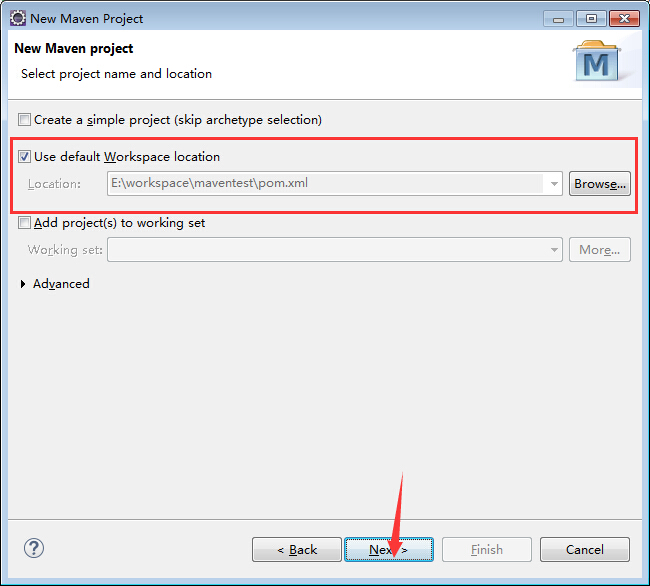 New Maven Project
New Maven project
Select project name and location
M
Create a simple project (skip archetype selection)
Use default Workspace location
Location: E:\workspace\maventest\pom.xml Browse...
Add project(s) to working set
Working set: More...
Advanced
? < Back Next > Finish Cancel